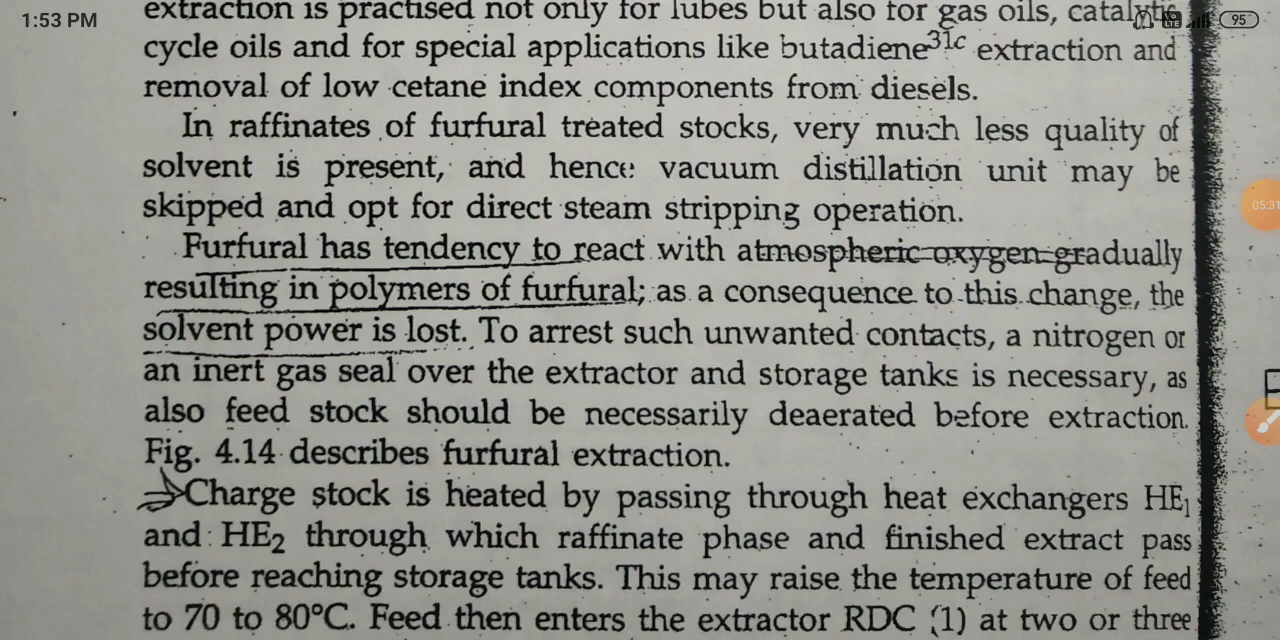 1:53 PM
95
extraction is practised not only for lubes but also for gas oils, catalytic
cycle oils and for special applications like butadiene31c extraction and
removal of low cetane index components from diesels.
In raffinates of furfural treated stocks, very much less quality of
solvent is present, and hence vacuum distillation unit may be
skipped and opt for direct steam stripping operation.
Furfural has tendency to react with atmospheric oxygen gradually
resulting in polymers of furfural; as a consequence to this change, the
solvent power is lost. To arrest such unwanted contacts, a nitrogen or
an inert gas seal over the extractor and storage tanks is necessary, as
also feed stock should be necessarily deaerated before extraction.
Fig. 4.14 describes furfural extraction.
Charge stock is heated by passing through heat exchangers HE1
and HE2 through which raffinate phase and finished extract pass
before reaching storage tanks. This may raise the temperature of feed
to 70 to 80°C. Feed then enters the extractor RDC (1) at two or three
05:31